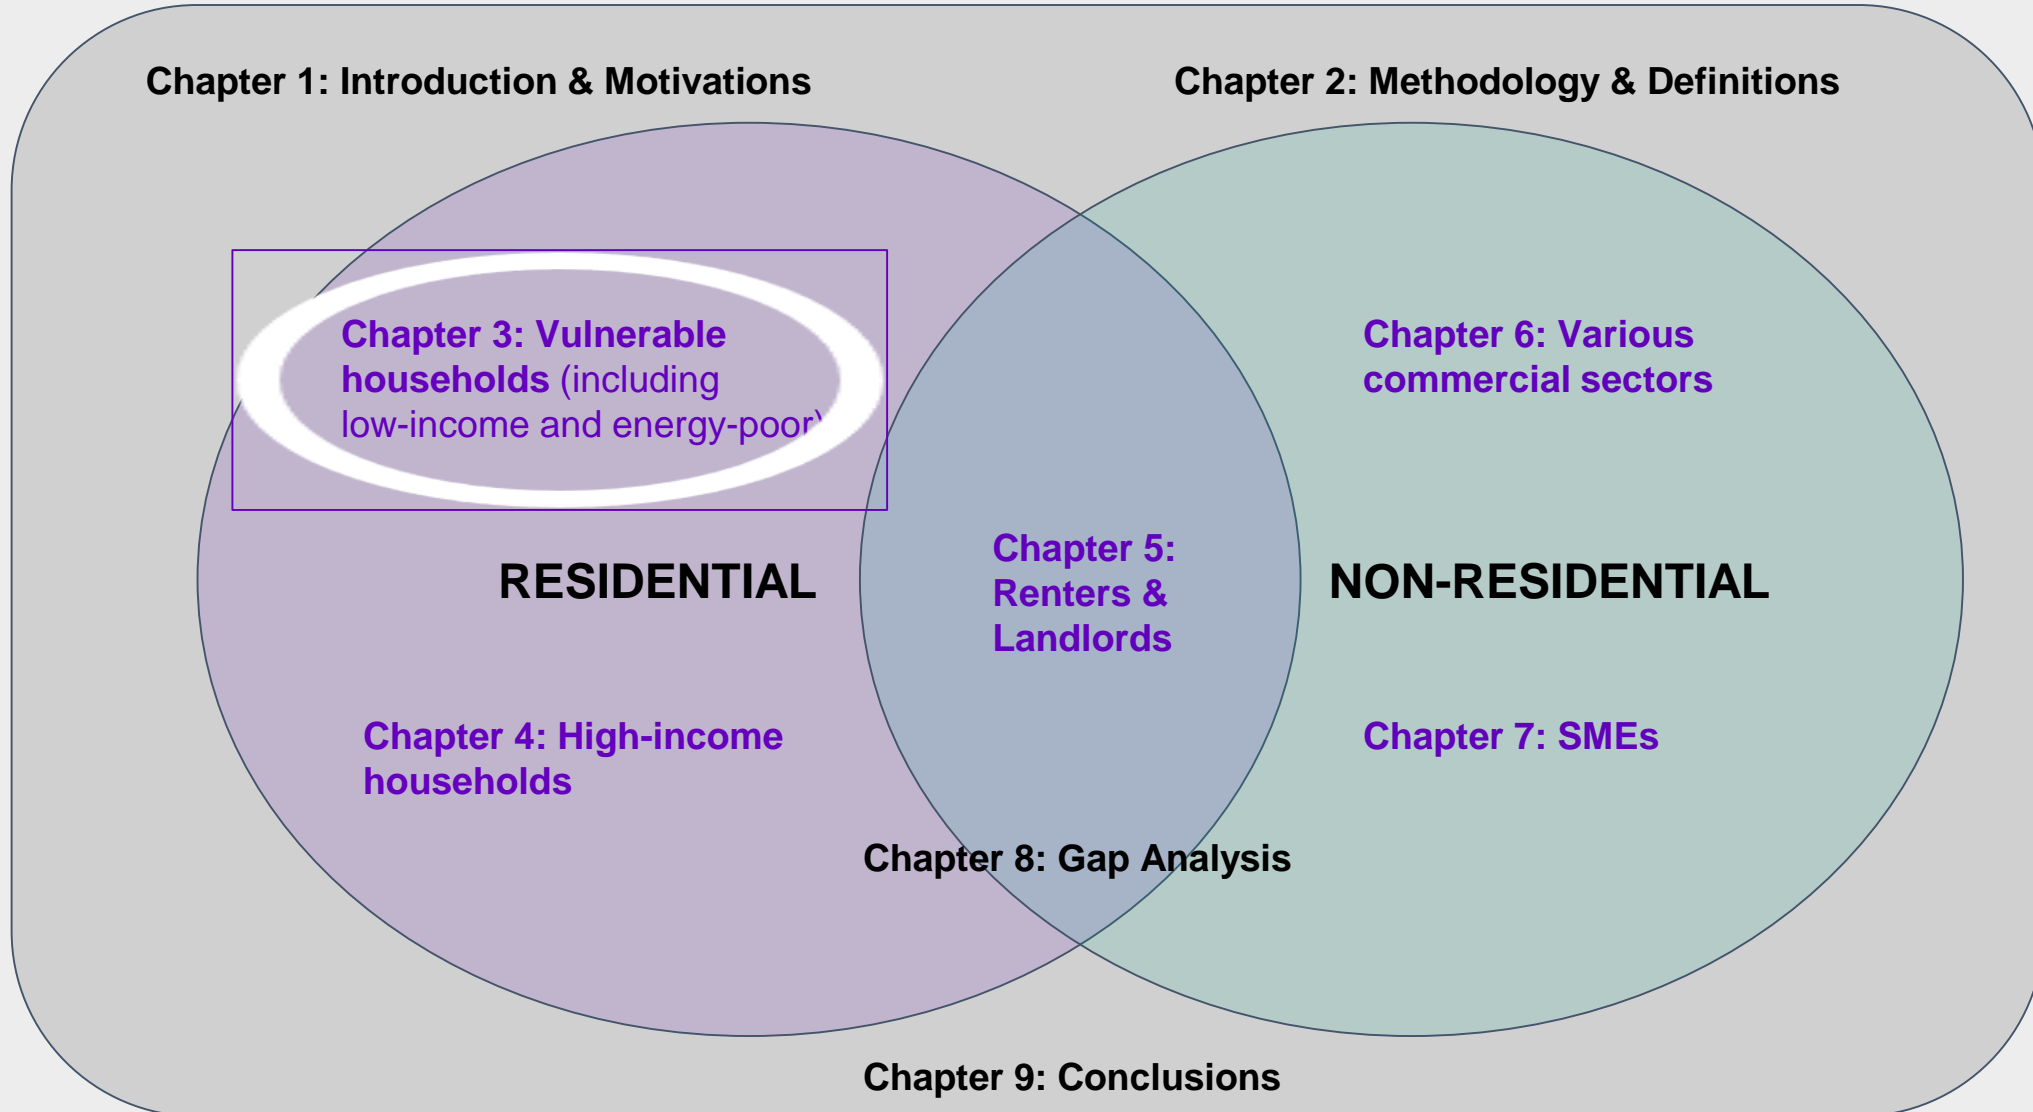 Chapter 1: Introduction & Motivations
Chapter 2: Methodology & Definitions
Chapter 3: Vulnerable
households (including
low-income and energy-poor)
Chapter 6: Various
commercial sectors
RESIDENTIAL
Chapter 5:
Renters &
Landlords
NON-RESIDENTIAL
Chapter 4: High-income
households
Chapter 7: SMEs
Chapter 8: Gap Analysis
Chapter 9: Conclusions